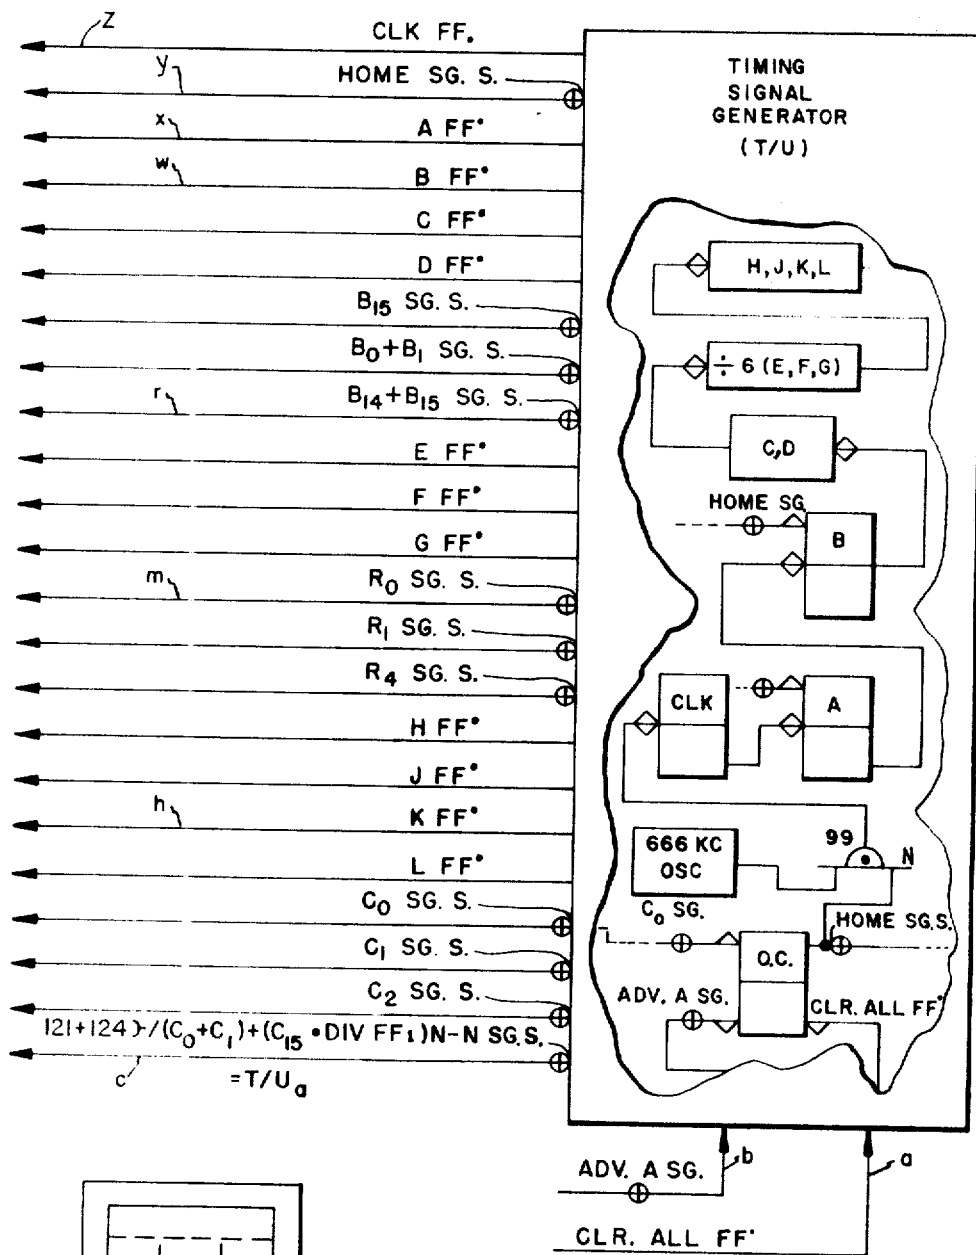 Z
CLK FF.
y
HOME SG. S.
x
A FF'
w
B FF'
C FF'
D FF'
B15 SG. S.
B0+B1 SG. S.
r
B14+B15 SG. S.
E FF'
F FF'
G FF'
m
R0 SG. S.
R1 SG. S.
R4 SG. S.
H FF'
J FF'
h
K FF'
L FF'
C0 SG. S.
C1 SG. S.
C2 SG. S.
121+124)-/(C0+C1)+(C15•DIV FF1)N-N SG.S.
c
=T/Ua
TIMING
SIGNAL
GENERATOR
(T/U)
H,J,K,L
÷ 6 (E,F,G)
C,D
HOME SG.
B
CLK
A
666 KC
OSC
99
N
C0 SG.
HOME SG.S.
O.C.
ADV. A SG.
CLR. ALL FF'
ADV. A SG.
b
a
CLR. ALL FF'